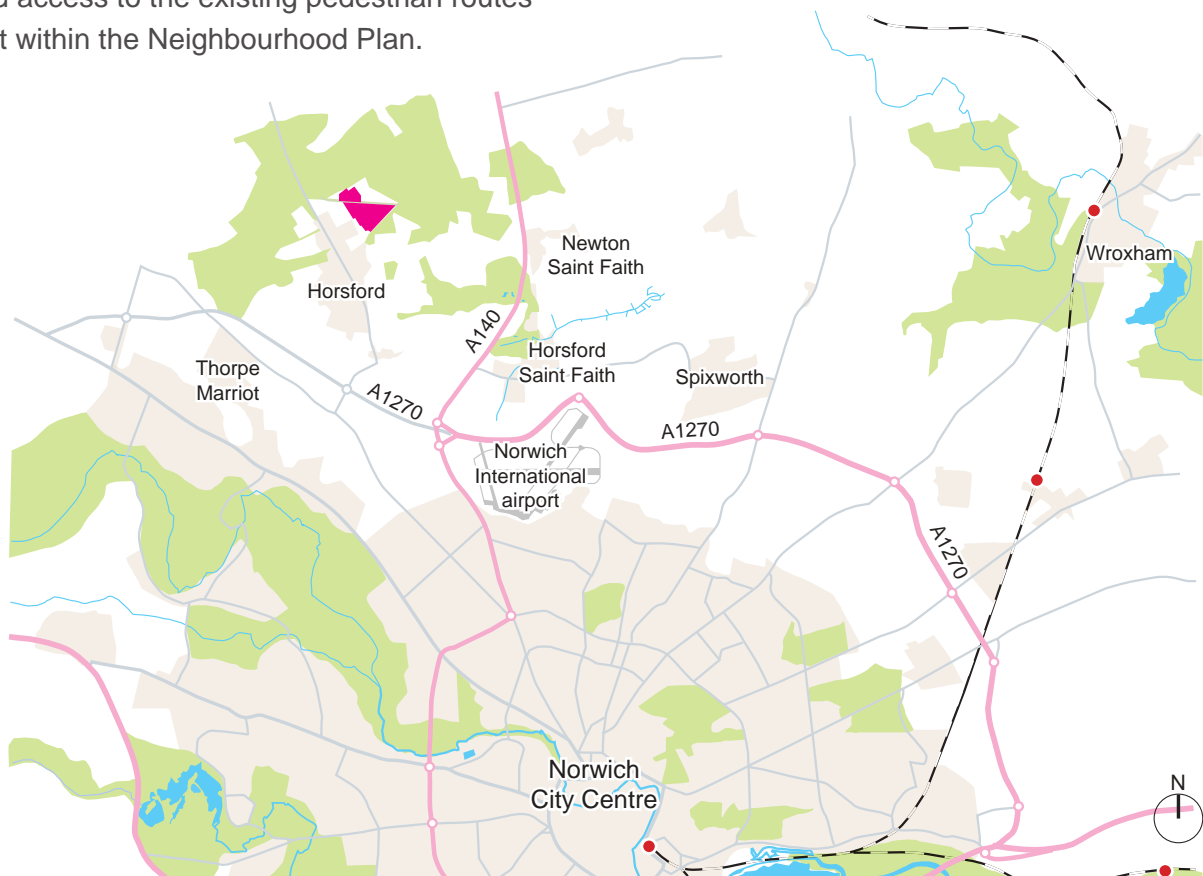 access to the existing pedestrian routes
within the Neighbourhood Plan.
Newton
Saint Faith
Wroxham
Horsford
A140
Horsford
Saint Faith
Thorpe
Marriot
Spixworth
A1270
A1270
Norwich
International
airport
A1270
Norwich
City Centre
N